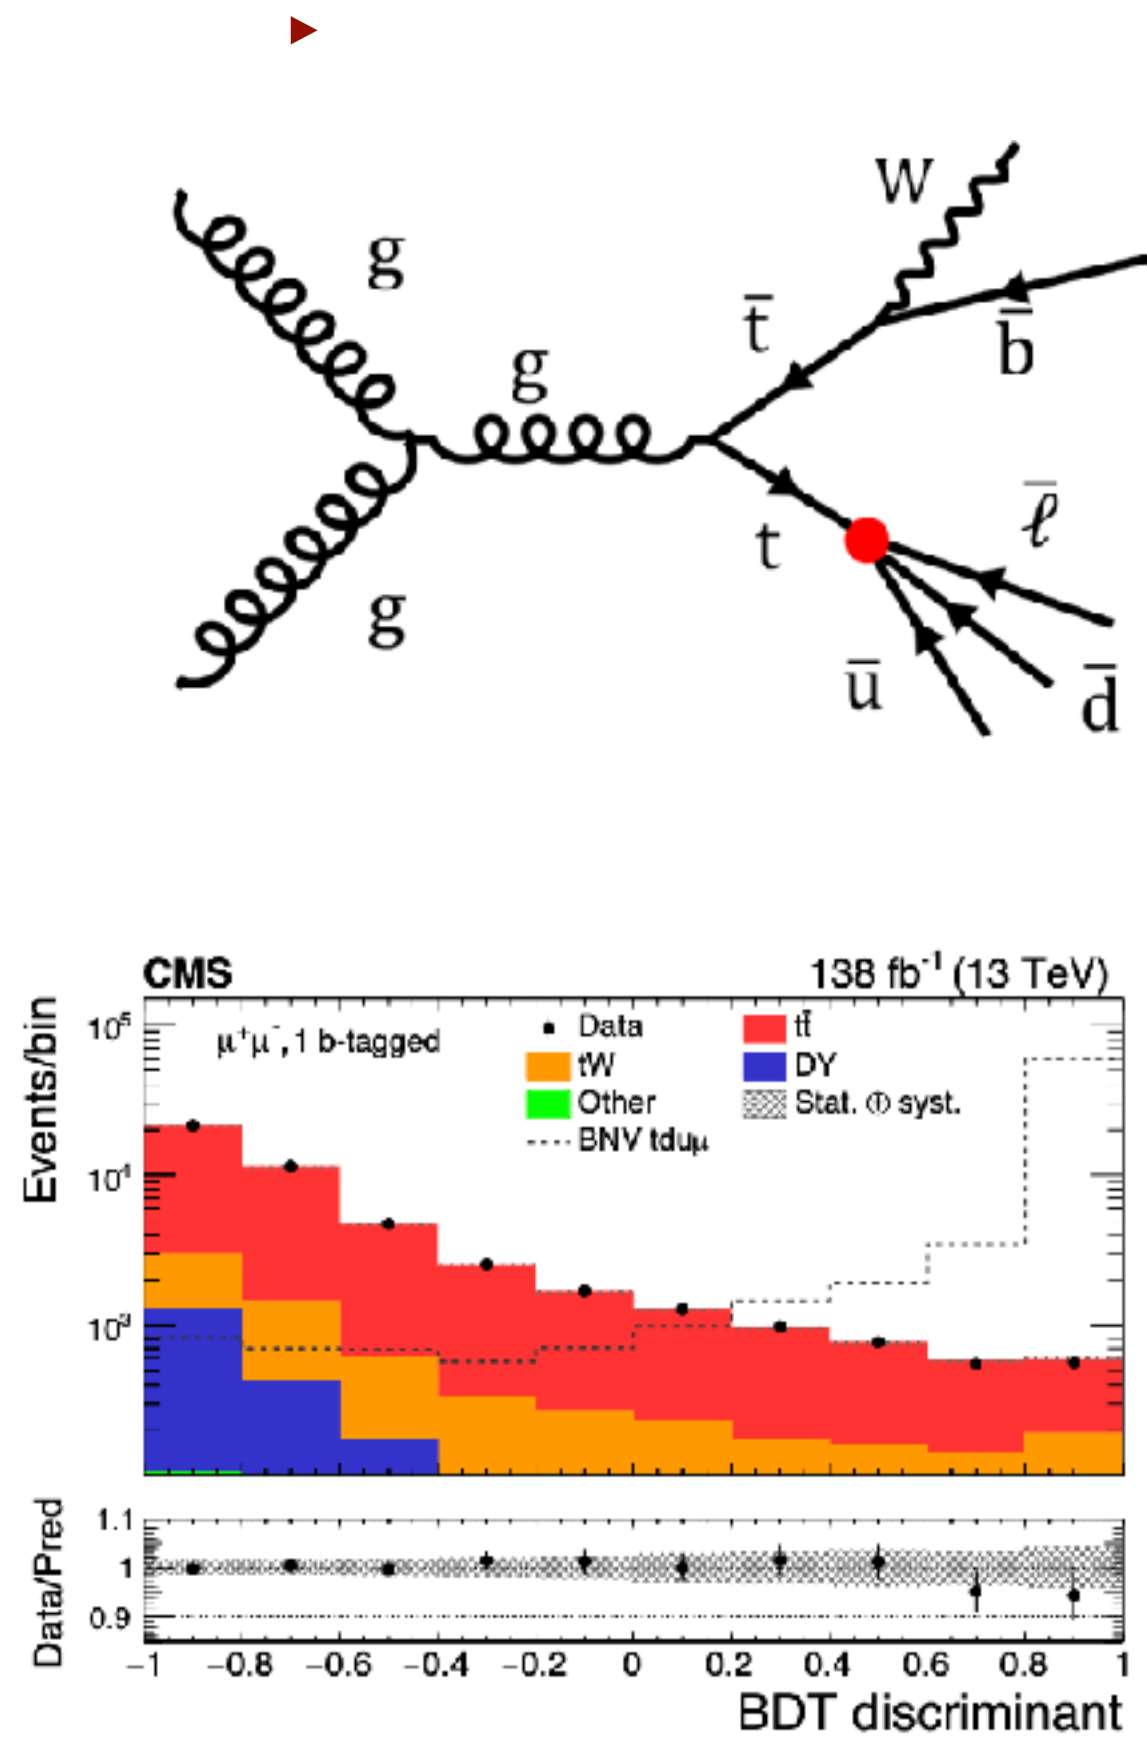 W
g
t̄
b̄
g
ℓ̄
t
g
ū
d̄
CMS
138 fb⁻¹ (13 TeV)
Events/bin
10⁵
10⁴
10³
μ⁺μ⁻, 1 b-tagged
Data
tt̄
tW
DY
Other
Stat. ⊕ syst.
BNV tduμ
Data/Pred
1.1
1
0.9
−1 −0.8 −0.6 −0.4 −0.2 0 0.2 0.4 0.6 0.8 1
BDT discriminant